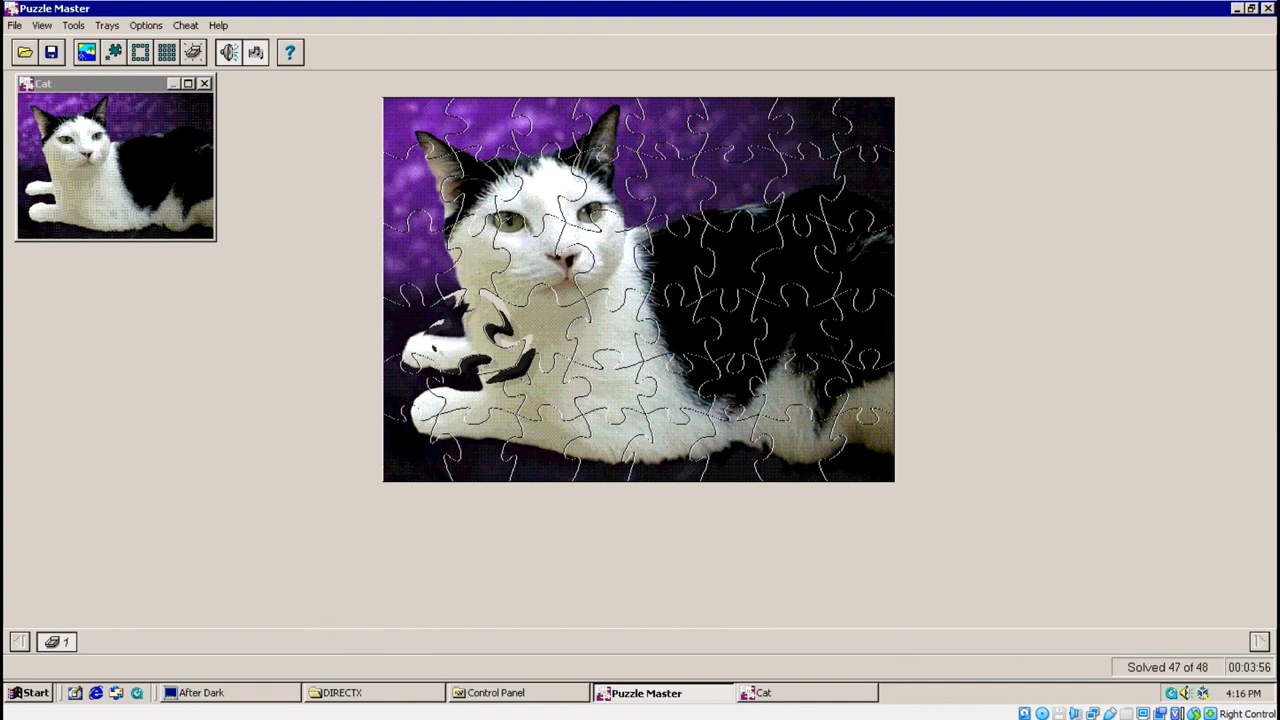 Puzzle Master
File View Tools Trays Options Cheat Help
?
Cat
1
Solved 47 of 48 00:03:56
Start After Dark DIRECTX Control Panel Puzzle Master Cat 4:16 PM
Right Control